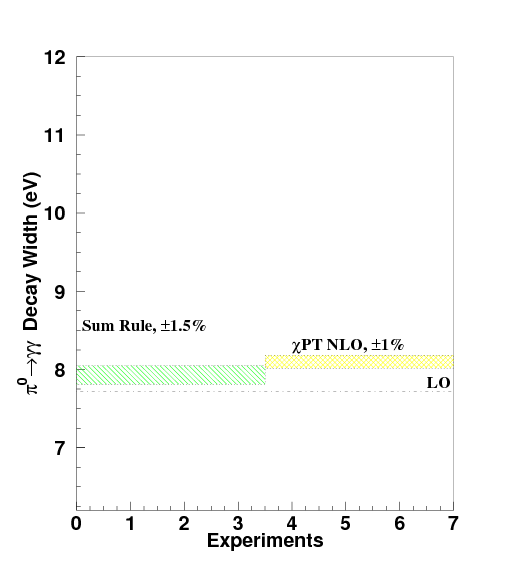 12
11
10
9
8
7
π⁰→γγ Decay Width (eV)
Sum Rule, ±1.5%
χPT NLO, ±1%
LO
0 1 2 3 4 5 6 7
Experiments